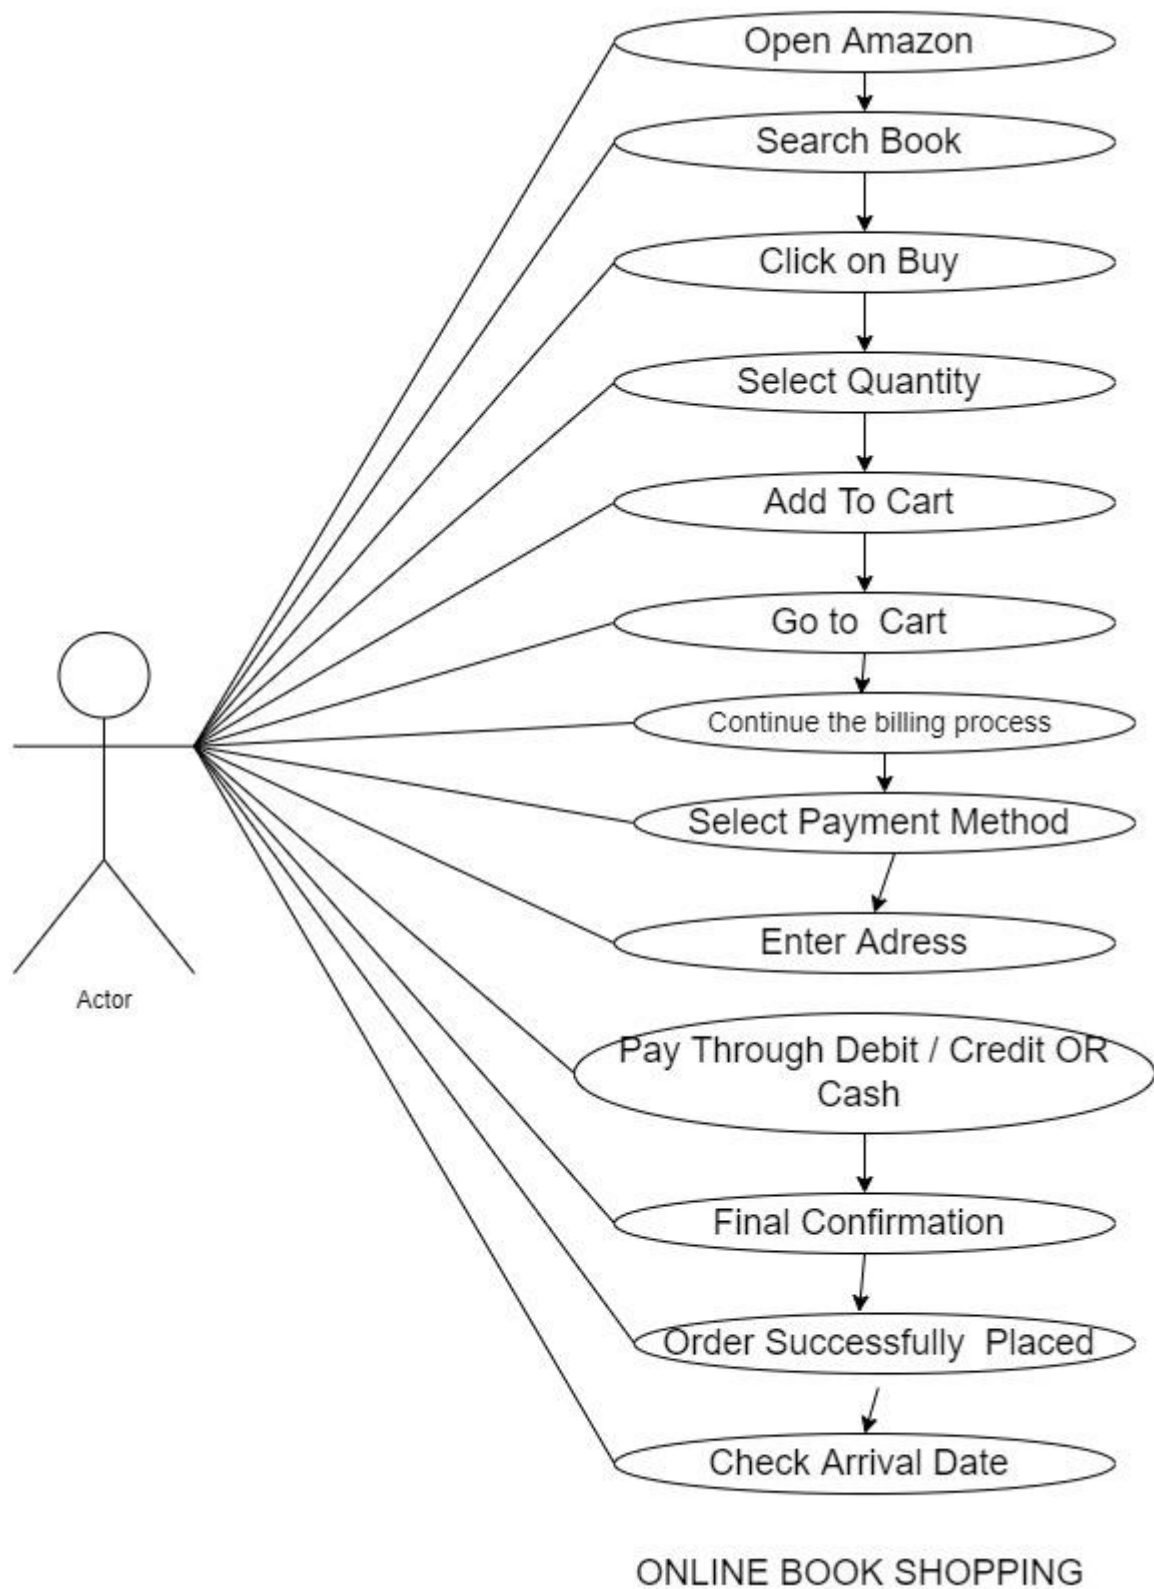 Open Amazon
Search Book
Click on Buy
Select Quantity
Add To Cart
Go to  Cart
Continue the billing process
Select Payment Method
Enter Adress
Actor
Pay Through Debit / Credit OR
Cash
Final Confirmation
Order Successfully  Placed
Check Arrival Date
ONLINE BOOK SHOPPING